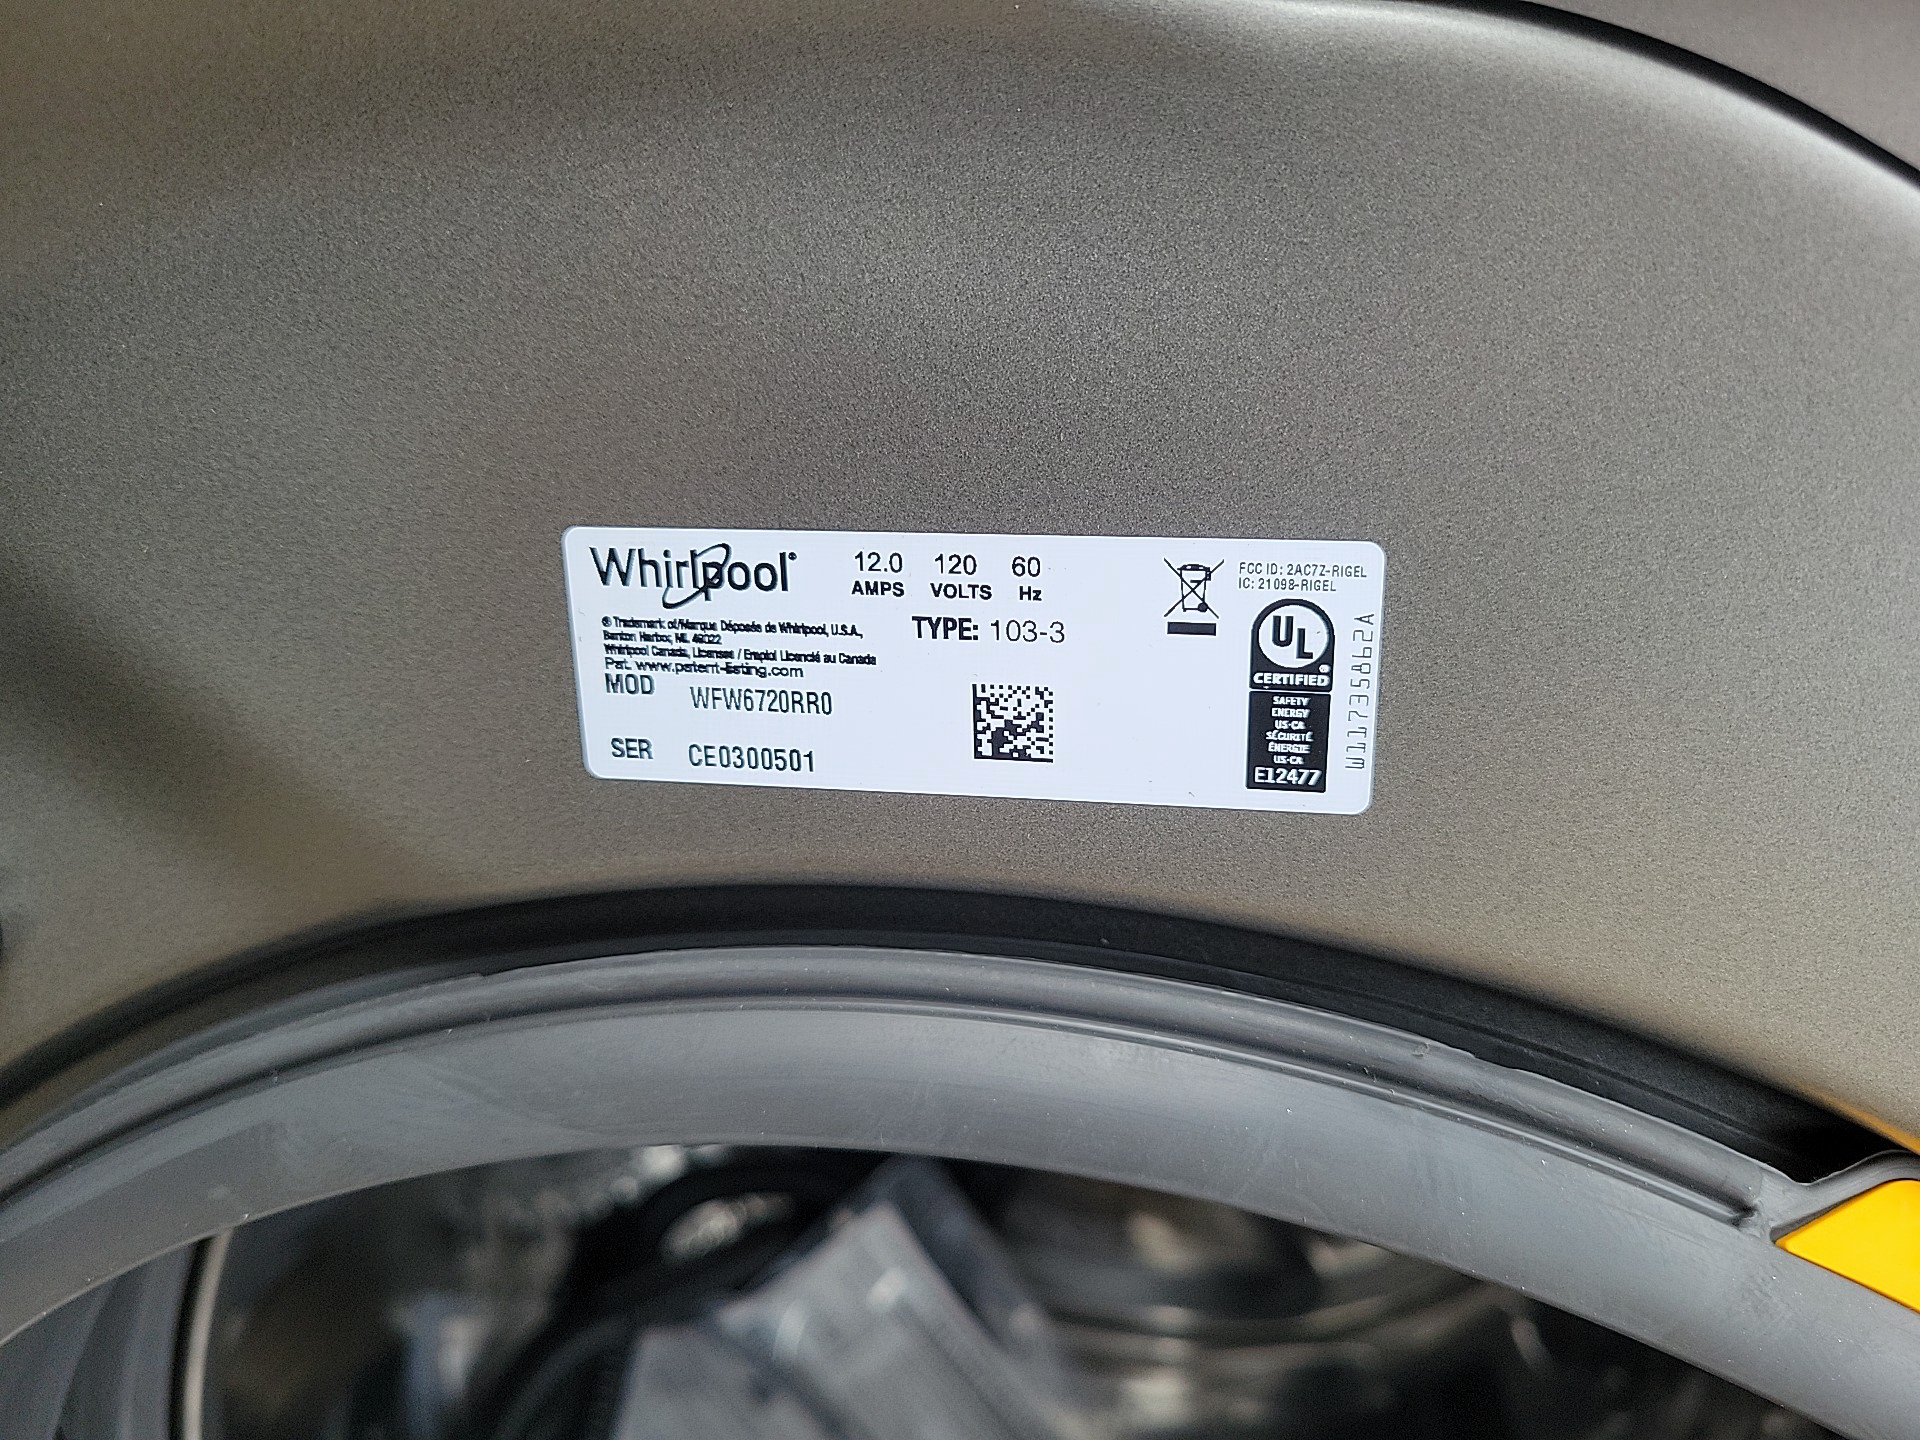 Whirlpool®
12.0 120 60
AMPS VOLTS Hz
® Trademark of/Marque Déposée de Whirlpool, U.S.A.,
Benton Harbor, MI. 49022
Whirlpool Canada, Licensee / Emploi Licencié au Canada
Pat. www.patent-listing.com
TYPE: 103-3
MOD WFW6720RR0
SER CE0300501
FCC ID: 2AC7Z-RIGEL
IC: 21098-RIGEL
UL®
CERTIFIED
SAFETY
ENERGY
US-CA
SÉCURITÉ
ÉNERGIE
US-CA
E12477
W11735862A